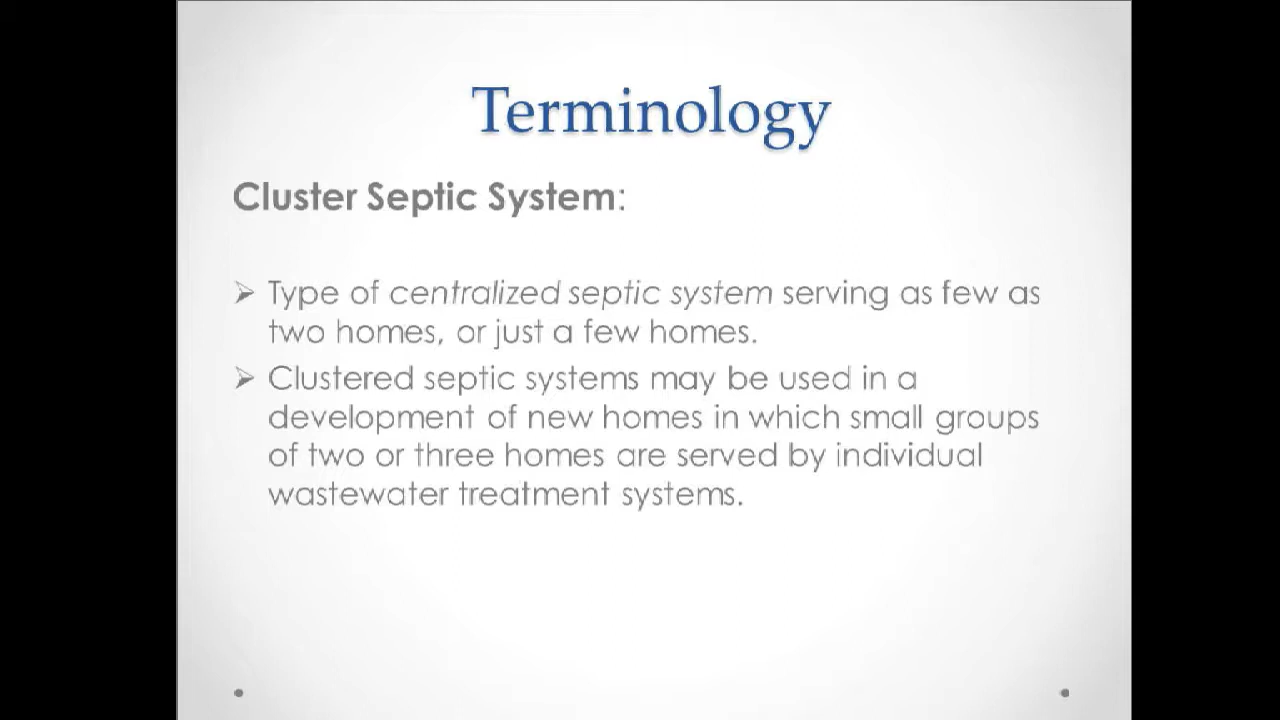 Terminology
Cluster Septic System:
➢ Type of centralized septic system serving as few as
two homes, or just a few homes.
➢ Clustered septic systems may be used in a
development of new homes in which small groups
of two or three homes are served by individual
wastewater treatment systems.